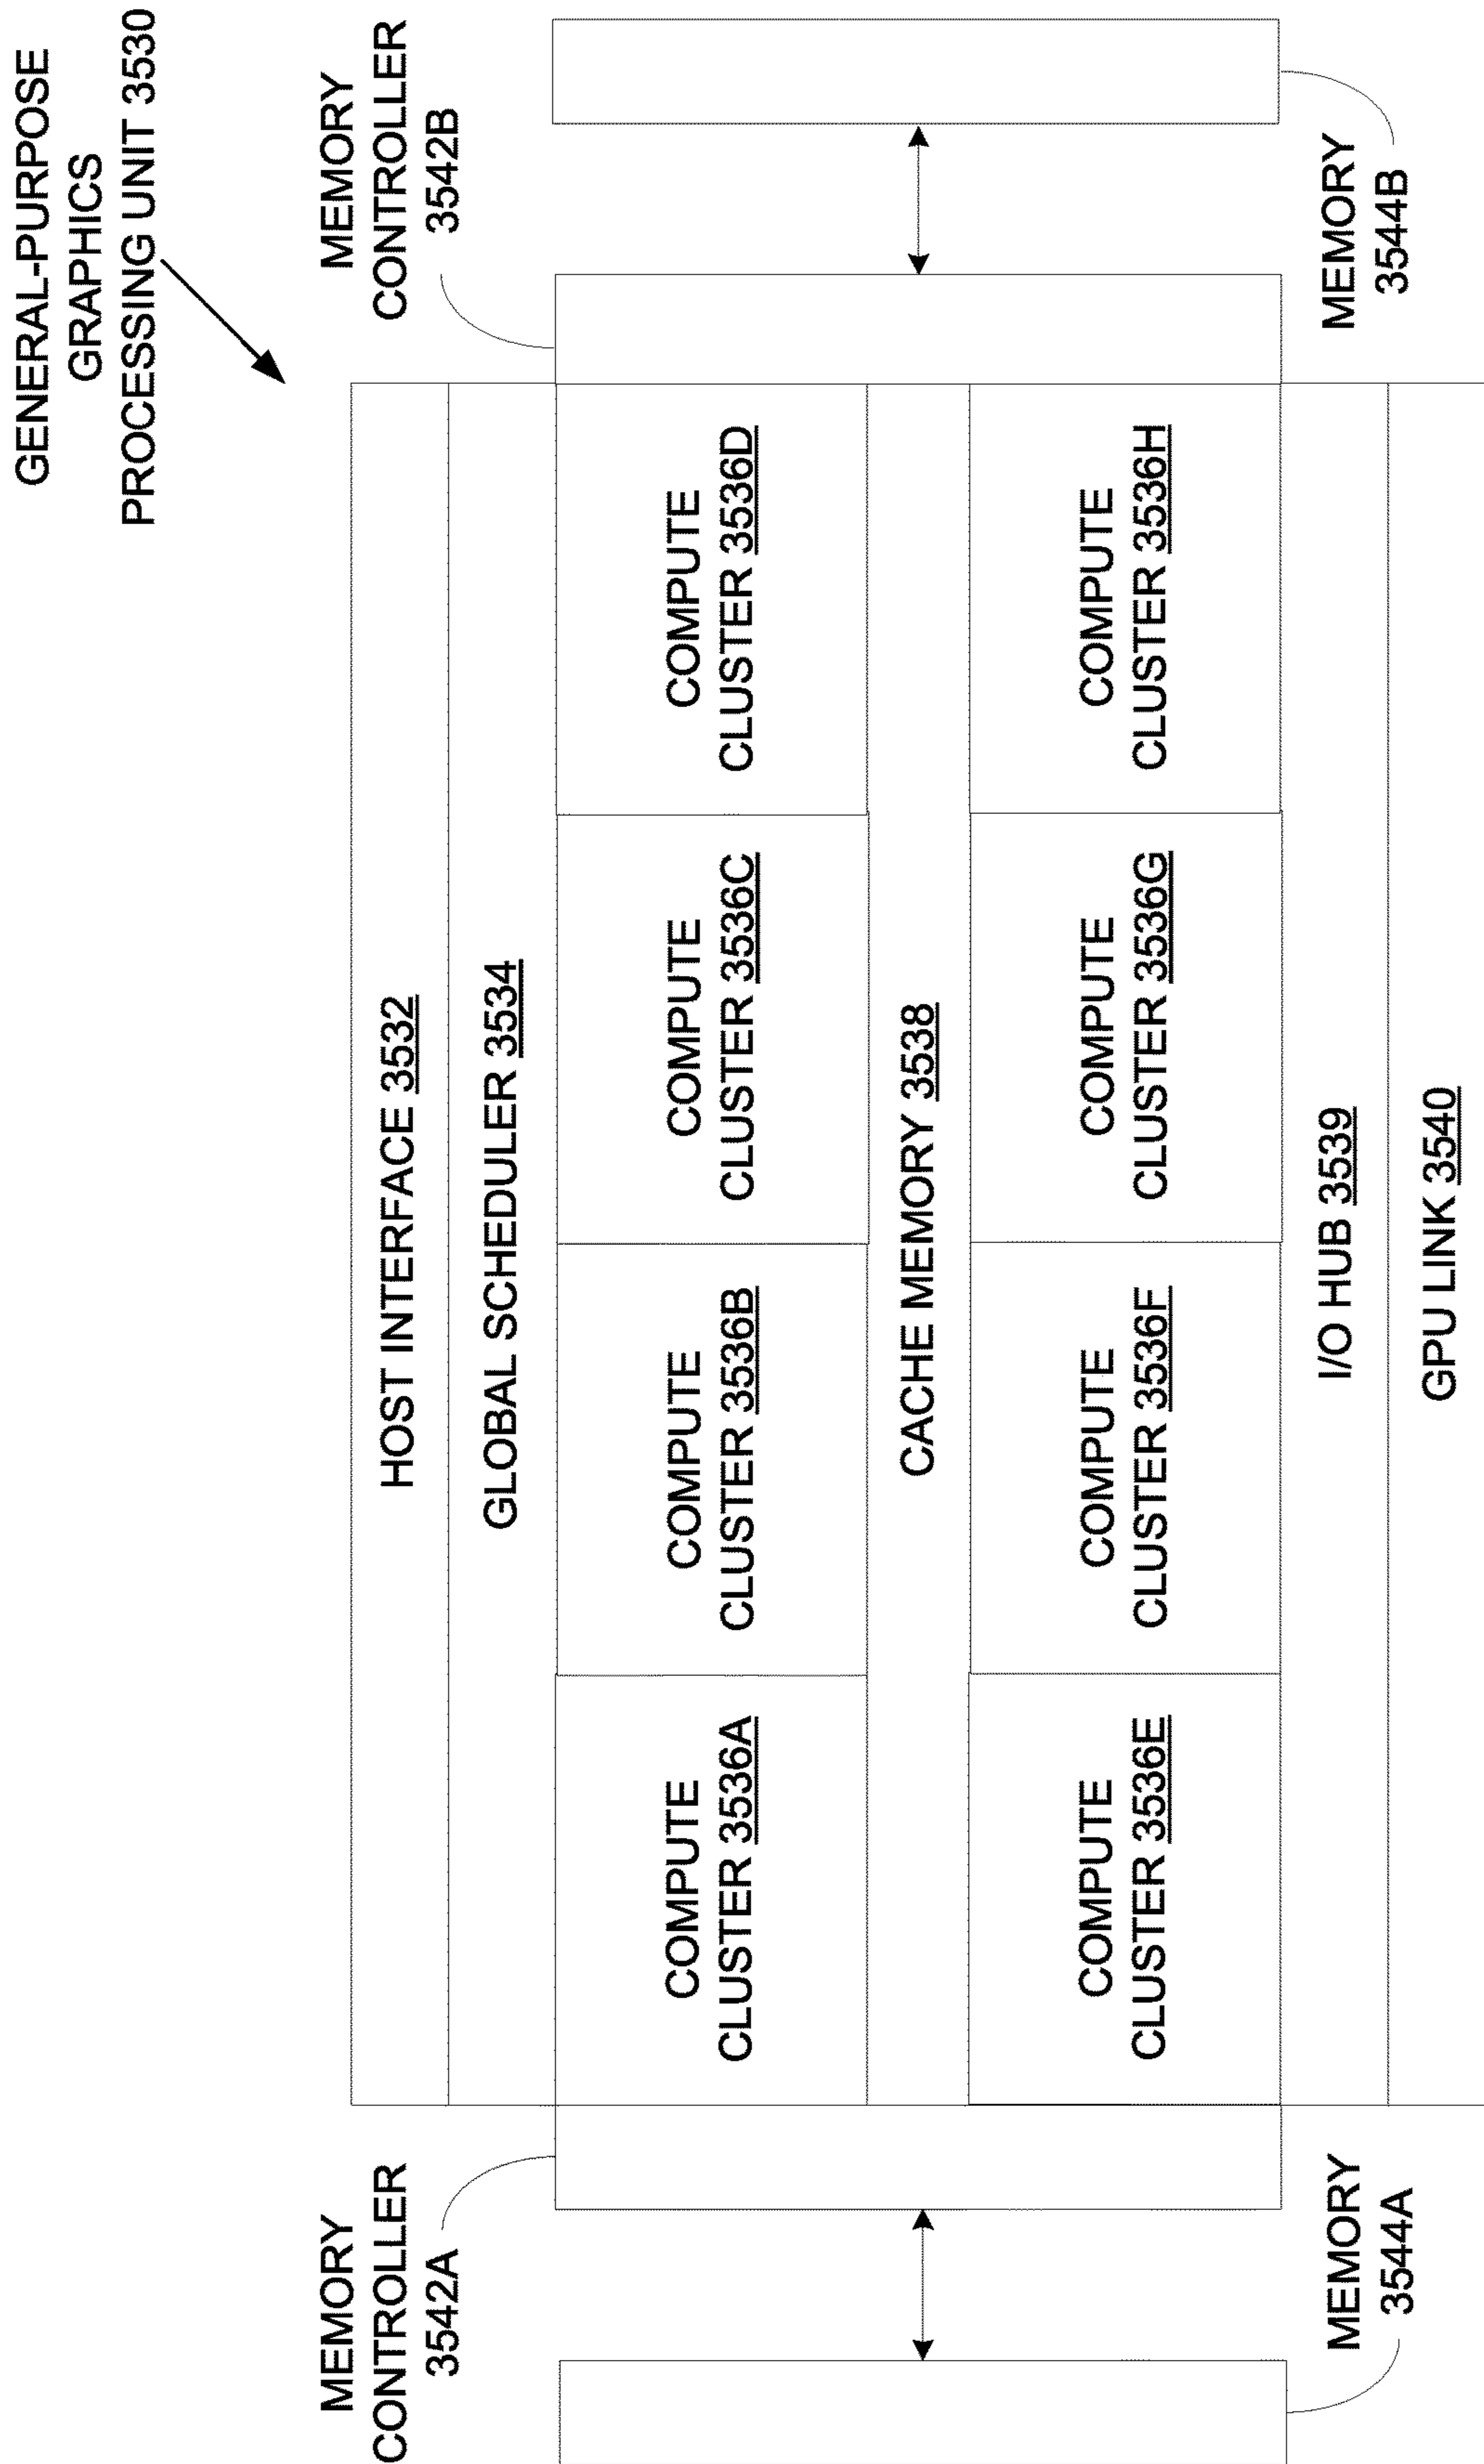 GENERAL-PURPOSE
GRAPHICS
PROCESSING UNIT 3530
MEMORY
CONTROLLER
3542A
MEMORY
CONTROLLER
3542B
HOST INTERFACE 3532
GLOBAL SCHEDULER 3534
COMPUTE
CLUSTER 3536A
COMPUTE
CLUSTER 3536B
COMPUTE
CLUSTER 3536C
COMPUTE
CLUSTER 3536D
CACHE MEMORY 3538
COMPUTE
CLUSTER 3536E
COMPUTE
CLUSTER 3536F
COMPUTE
CLUSTER 3536G
COMPUTE
CLUSTER 3536H
I/O HUB 3539
GPU LINK 3540
MEMORY
3544A
MEMORY
3544B